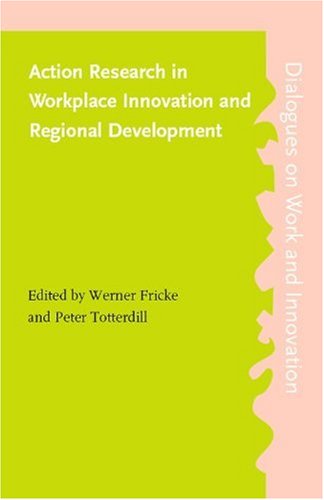 Action Research in
Workplace Innovation and
Regional Development
Edited by Werner Fricke
and Peter Totterdill
Dialogues on Work and Innovation